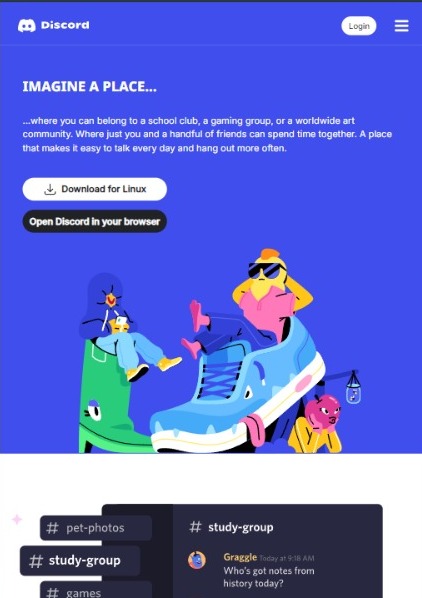 Discord
Login
IMAGINE A PLACE...
...where you can belong to a school club, a gaming group, or a worldwide art
community. Where just you and a handful of friends can spend time together. A place
that makes it easy to talk every day and hang out more often.
Download for Linux
Open Discord in your browser
# pet-photos
# study-group
# games
# study-group
Graggle Today at 9:18 AM
Who's got notes from
history today?